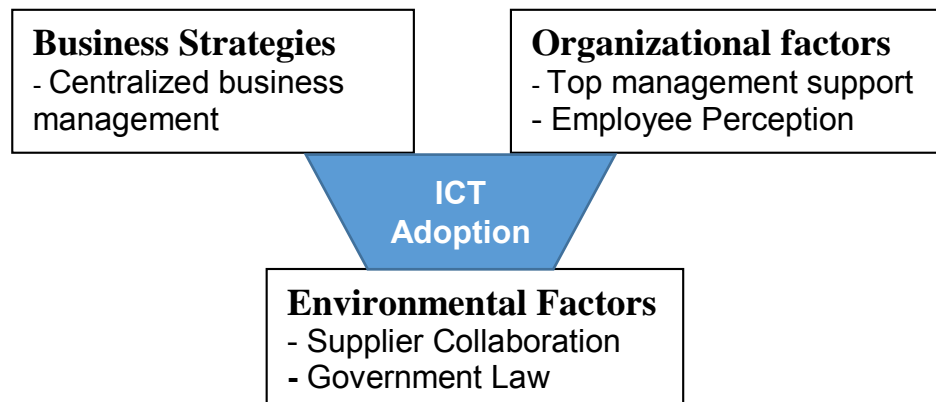 Business Strategies
- Centralized business
management
Organizational factors
- Top management support
- Employee Perception
ICT
Adoption
Environmental Factors
- Supplier Collaboration
- Government Law